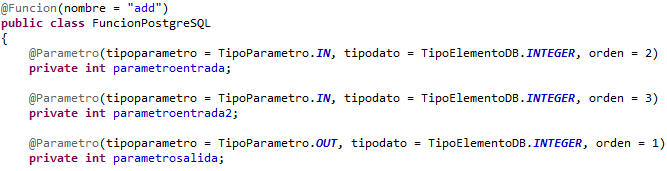 @Funcion(nombre = "add")
public class FuncionPostgreSQL
{
    @Parametro(tipoparametro = TipoParametro.IN, tipodato = TipoElementoDB.INTEGER, orden = 2)
    private int parametroentrada;
    @Parametro(tipoparametro = TipoParametro.IN, tipodato = TipoElementoDB.INTEGER, orden = 3)
    private int parametroentrada2;
    @Parametro(tipoparametro = TipoParametro.OUT, tipodato = TipoElementoDB.INTEGER, orden = 1)
    private int parametrosalida;